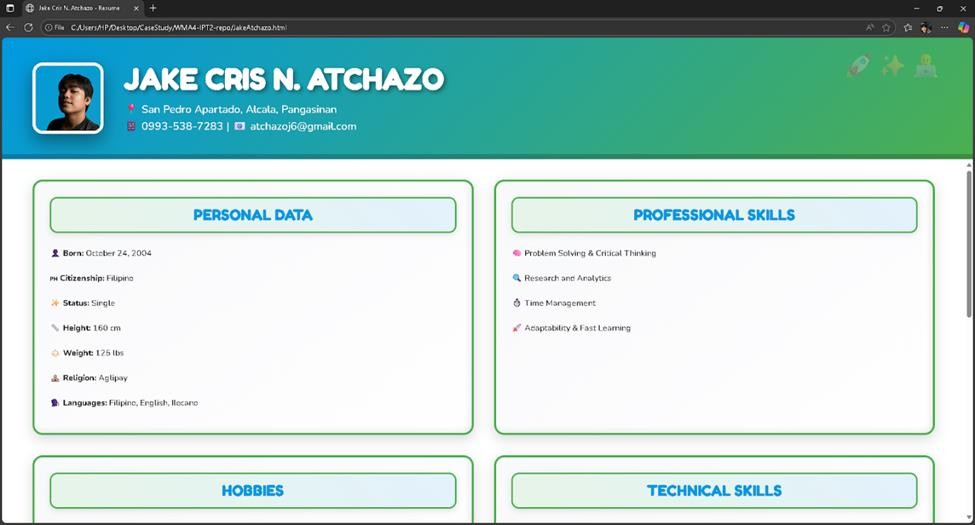 Jake Cris N. Atchazo - Resume
File C:/Users/HP/Desktop/CaseStudy/WMA4-IPT2-repo/JakeAtchazo.html
JAKE CRIS N. ATCHAZO
San Pedro Apartado, Alcala, Pangasinan
0993-538-7283 | atchazoj6@gmail.com
PERSONAL DATA
Born: October 24, 2004
PH Citizenship: Filipino
Status: Single
Height: 160 cm
Weight: 125 lbs
Religion: Aglipay
Languages: Filipino, English, Ilocano
PROFESSIONAL SKILLS
Problem Solving & Critical Thinking
Research and Analytics
Time Management
Adaptability & Fast Learning
HOBBIES
TECHNICAL SKILLS